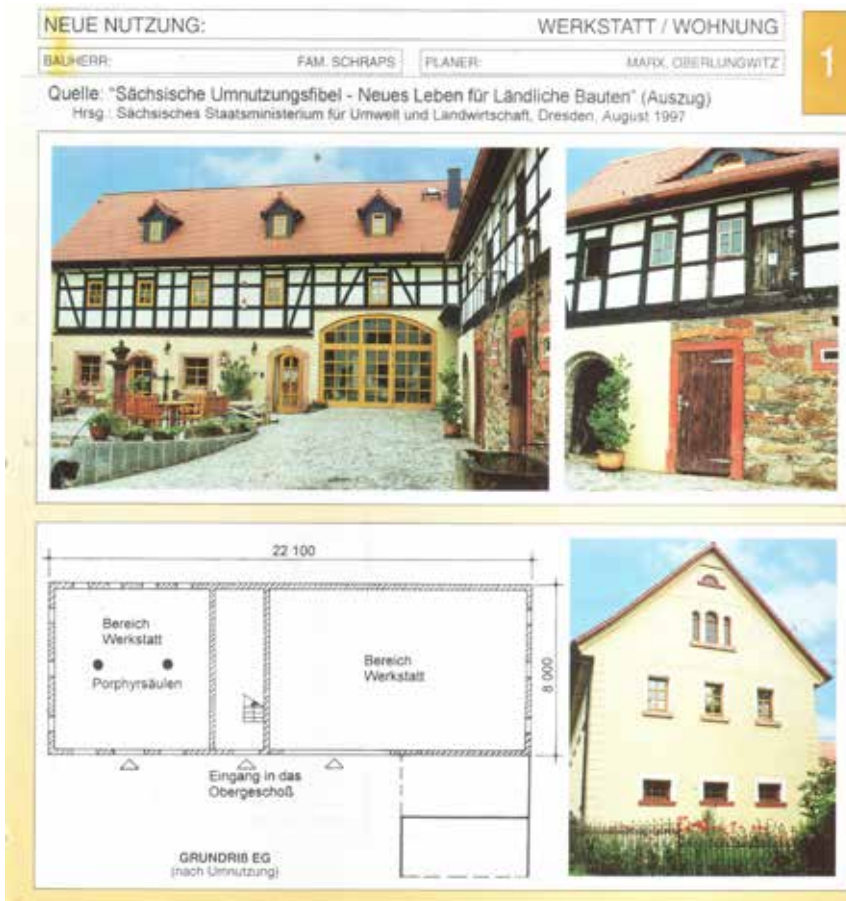 NEUE NUTZUNG: WERKSTATT / WOHNUNG
1
BAUHERR: FAM. SCHRAPS PLANER: MARX, OBERLUNGWITZ
Quelle: "Sächsische Umnutzungsfibel - Neues Leben für Ländliche Bauten" (Auszug)
Hrsg.: Sächsisches Staatsministerium für Umwelt und Landwirtschaft, Dresden, August 1997
22 100
Bereich
Werkstatt
Porphyrsäulen
Bereich
Werkstatt
8 000
Eingang in das
Obergeschoß
GRUNDRIß EG
(nach Umnutzung)